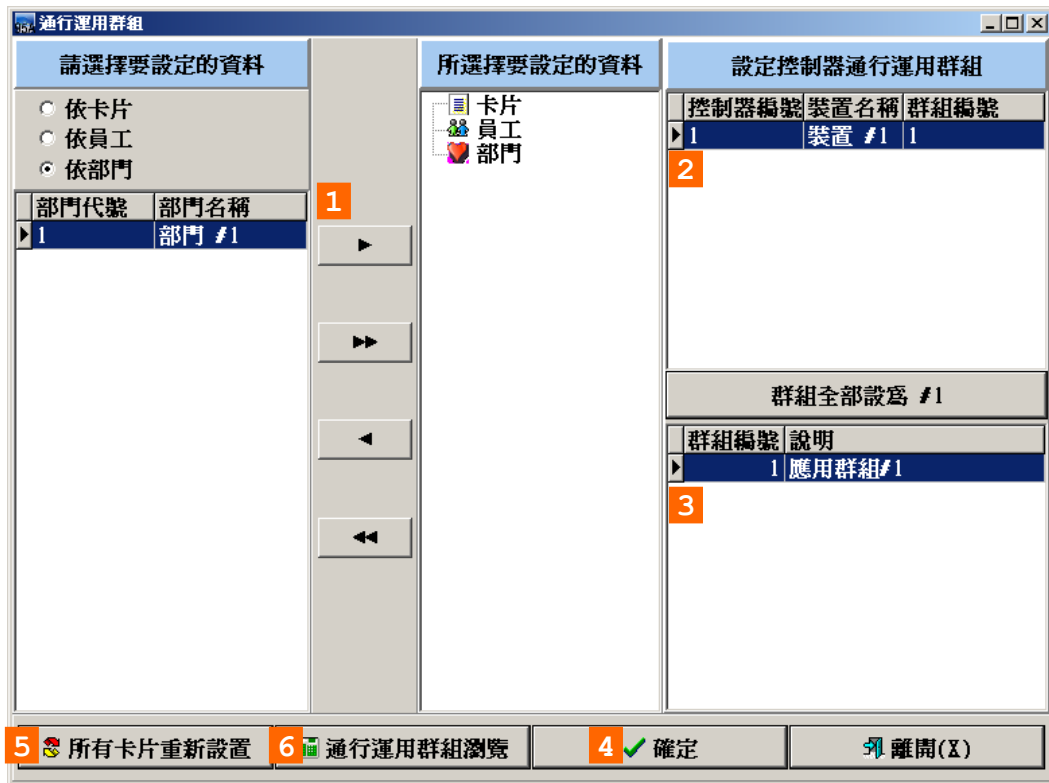 通行運用群組
請選擇要設定的資料
依卡片
依員工
依部門
部門代號 部門名稱
1 部門 #1
1
所選擇要設定的資料
卡片
員工
部門
設定控制器通行運用群組
控制器編號 裝置名稱 群組編號
1 裝置 #1 1
2
群組全部設為 #1
群組編號 說明
1 應用群組#1
3
5 所有卡片重新設置
6 通行運用群組瀏覽
4 確定
離開(X)